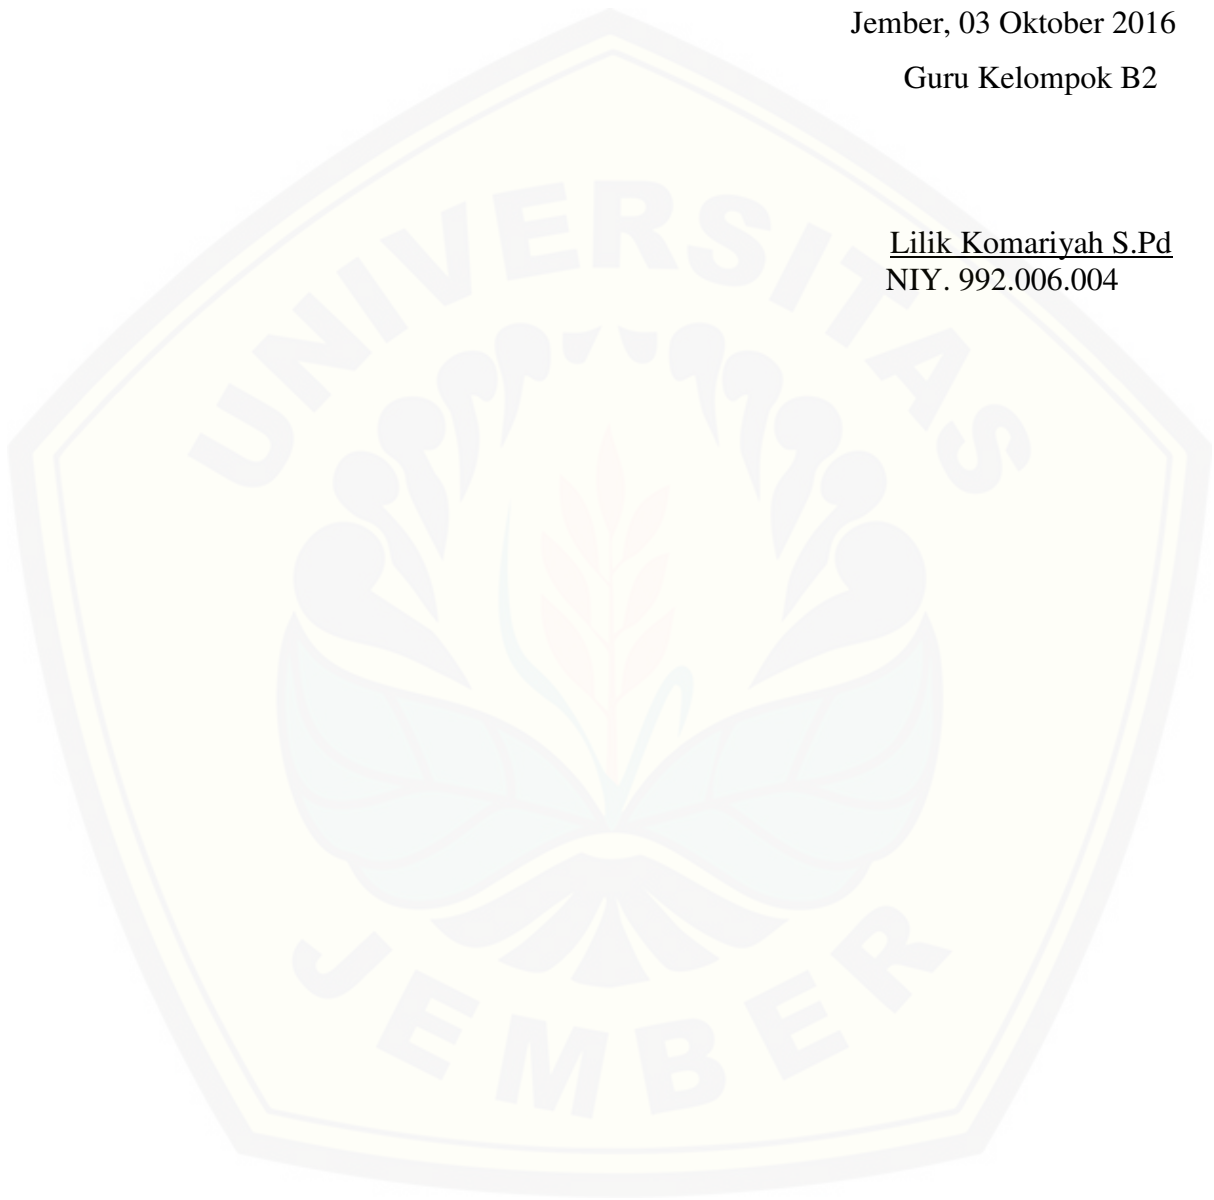 Jember, 03 Oktober 2016
Guru Kelompok B2
Lilik Komariyah S.Pd
NIY. 992.006.004
UNIVERSITAS
JEMBER